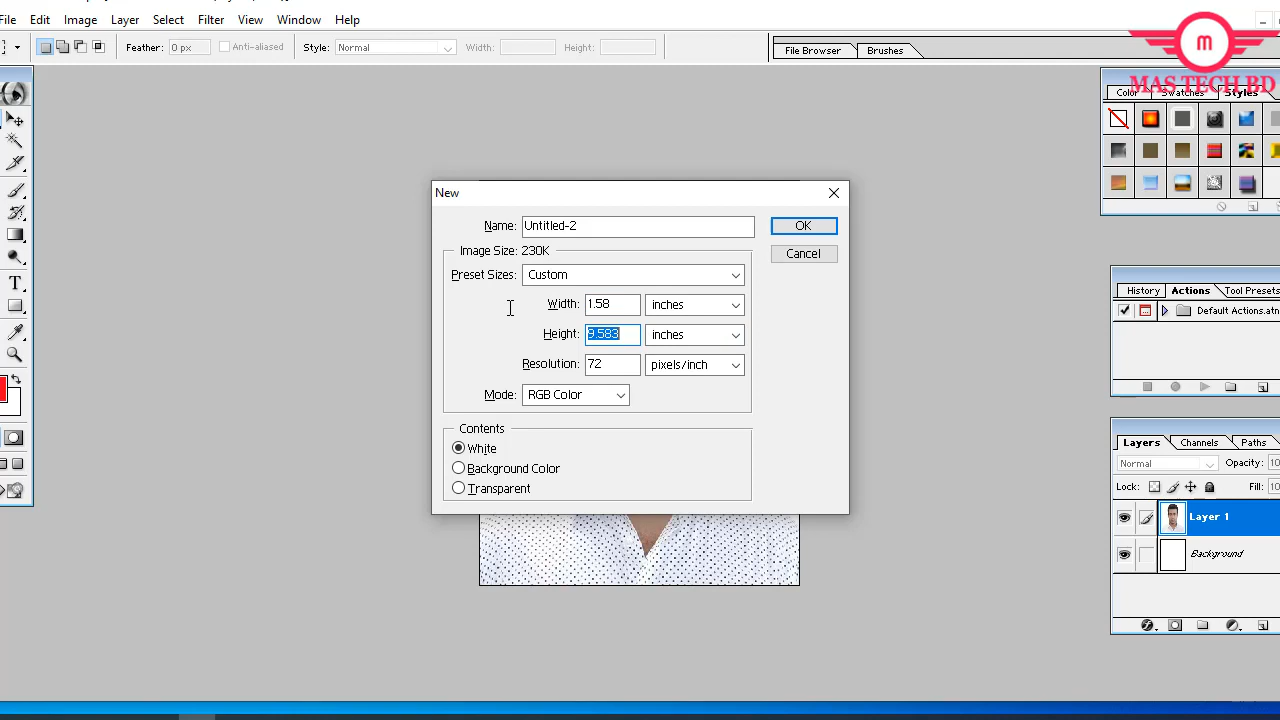 File Edit Image Layer Select Filter View Window Help
Feather: 0 px Anti-aliased Style: Normal Width: Height: File Browser Brushes
m
MAS TECH BD
Color Swatches Styles
New
Name: Untitled-2 OK
Image Size: 230K Cancel
Preset Sizes: Custom
Width: 1.58 inches
Height: 9.583 inches
Resolution: 72 pixels/inch
Mode: RGB Color
Contents
White
Background Color
Transparent
History Actions Tool Presets
Default Actions.atn
Layers Channels Paths
Normal Opacity: 10
Lock: Fill: 10
Layer 1
Background
T